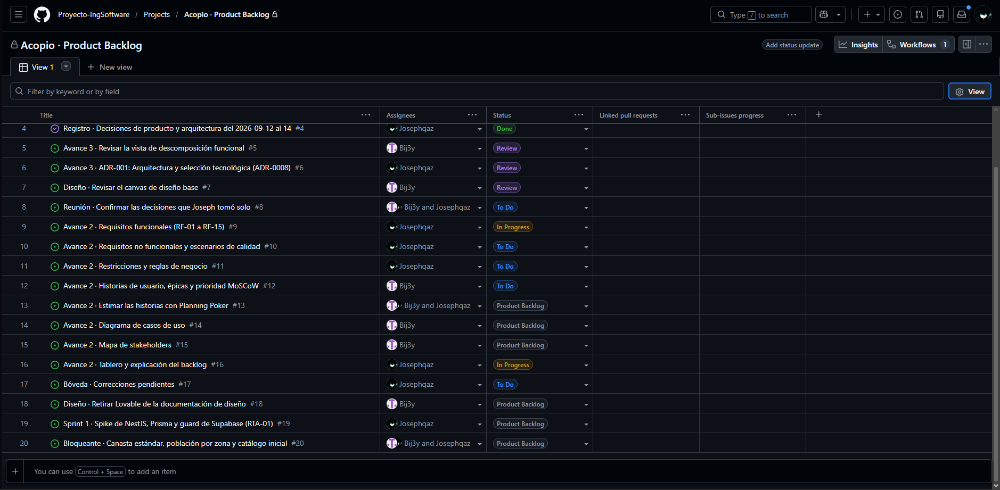 Proyecto-IngSoftware / Projects / Acopio · Product Backlog
Type / to search
Acopio · Product Backlog
Add status update
Insights
Workflows 1
View 1
New view
Filter by keyword or by field
View
Title Assignees Status Linked pull requests Sub-issues progress
4 Registro · Decisiones de producto y arquitectura del 2026-09-12 al 14 #4 Josephqaz Done
5 Avance 3 · Revisar la vista de descomposición funcional #5 Bij3y Review
6 Avance 3 · ADR-001: Arquitectura y selección tecnológica (ADR-0008) #6 Josephqaz Review
7 Diseño · Revisar el canvas de diseño base #7 Bij3y Review
8 Reunión · Confirmar las decisiones que Joseph tomó solo #8 Bij3y and Josephqaz To Do
9 Avance 2 · Requisitos funcionales (RF-01 a RF-15) #9 Josephqaz In Progress
10 Avance 2 · Requisitos no funcionales y escenarios de calidad #10 Josephqaz To Do
11 Avance 2 · Restricciones y reglas de negocio #11 Josephqaz To Do
12 Avance 2 · Historias de usuario, épicas y prioridad MoSCoW #12 Bij3y To Do
13 Avance 2 · Estimar las historias con Planning Poker #13 Bij3y and Josephqaz Product Backlog
14 Avance 2 · Diagrama de casos de uso #14 Bij3y Product Backlog
15 Avance 2 · Mapa de stakeholders #15 Bij3y Product Backlog
16 Avance 2 · Tablero y explicación del backlog #16 Josephqaz In Progress
17 Bóveda · Correcciones pendientes #17 Josephqaz To Do
18 Diseño · Retirar Lovable de la documentación de diseño #18 Bij3y Product Backlog
19 Sprint 1 · Spike de NestJS, Prisma y guard de Supabase (RTA-01) #19 Josephqaz Product Backlog
20 Bloqueante · Canasta estándar, población por zona y catálogo inicial #20 Bij3y and Josephqaz Product Backlog
You can use Control + Space to add an item